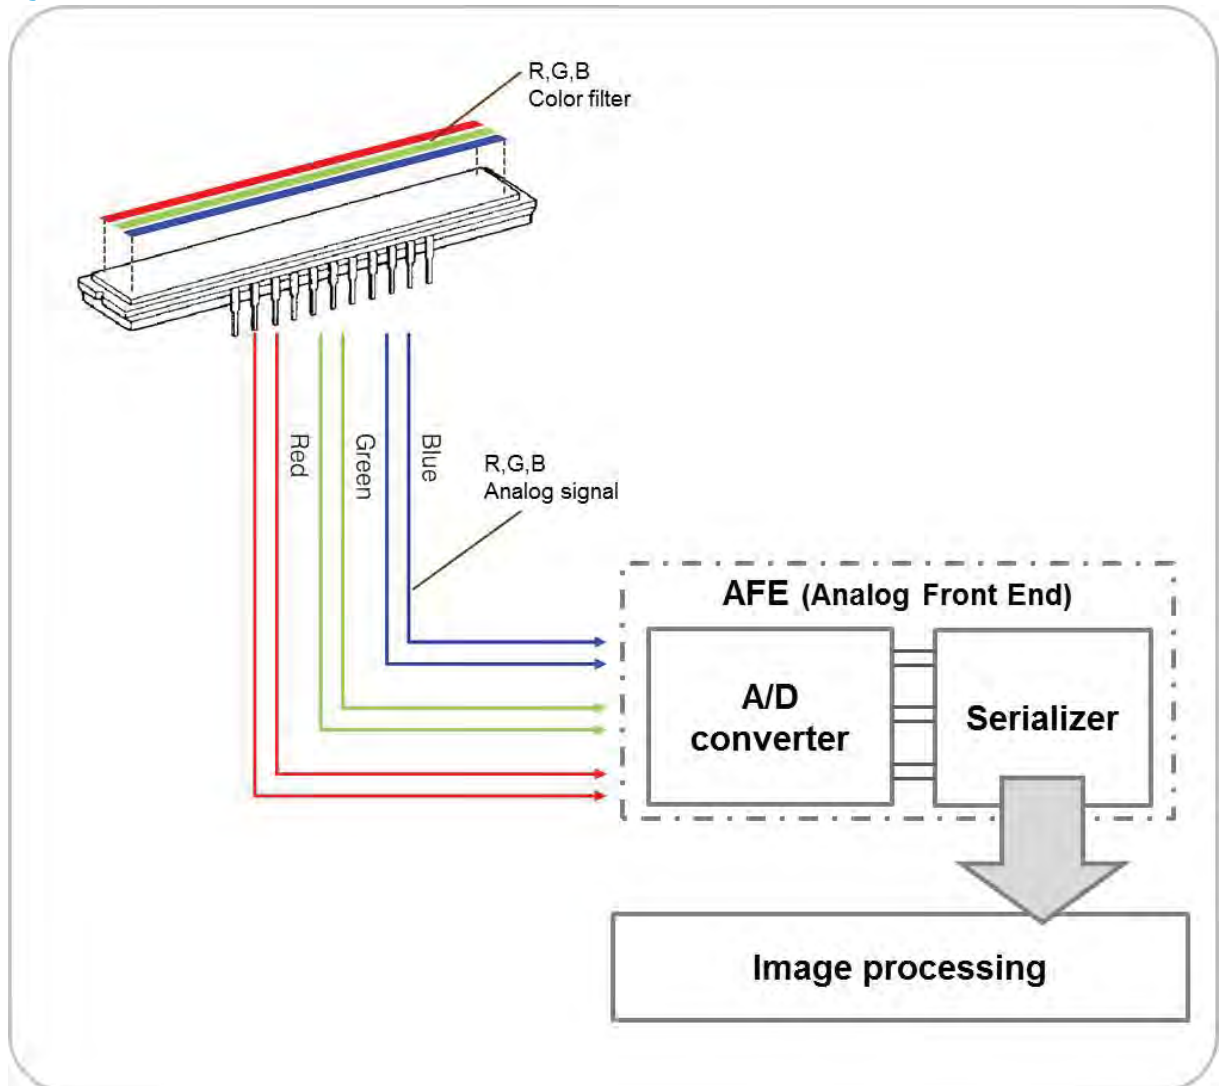 R,G,B
Color filter
Red
Green
Blue
R,G,B
Analog signal
AFE (Analog Front End)
A/D
converter
Serializer
Image processing